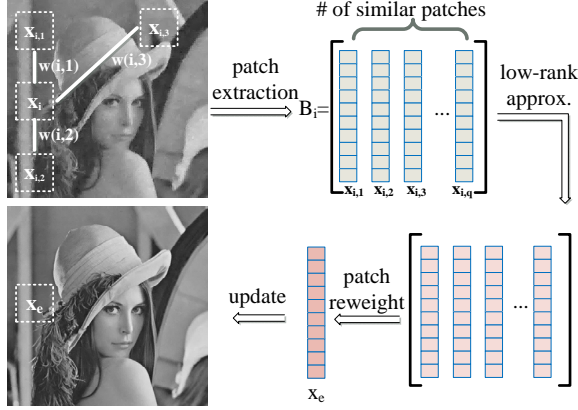 # of similar patches
x_{i,1}
x_{i,3}
w(i,1)
w(i,3)
x_i
w(i,2)
x_{i,2}
patch
extraction
B_i=
...
x_{i,1} x_{i,2} x_{i,3} x_{i,q}
low-rank
approx.
x_e
update
patch
reweight
...
x_e